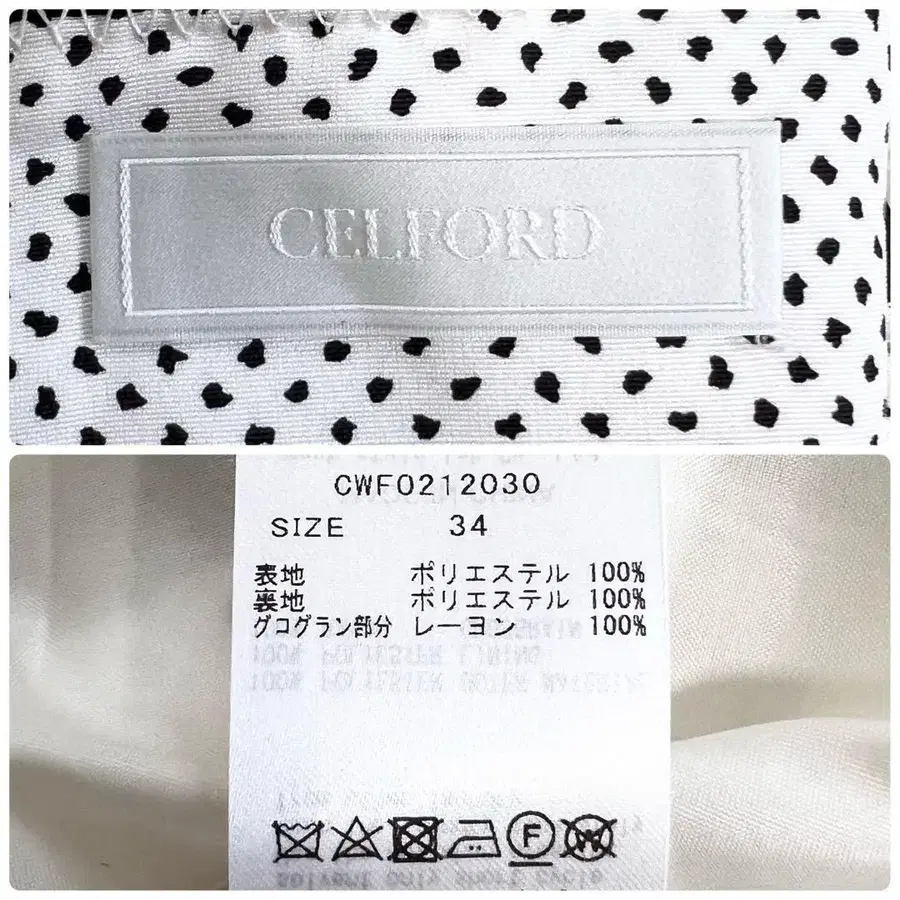 CELFORD
CWF0212030
SIZE 34
表地 ポリエステル 100%
裏地 ポリエステル 100%
グログラン部分 レーヨン 100%
F
W